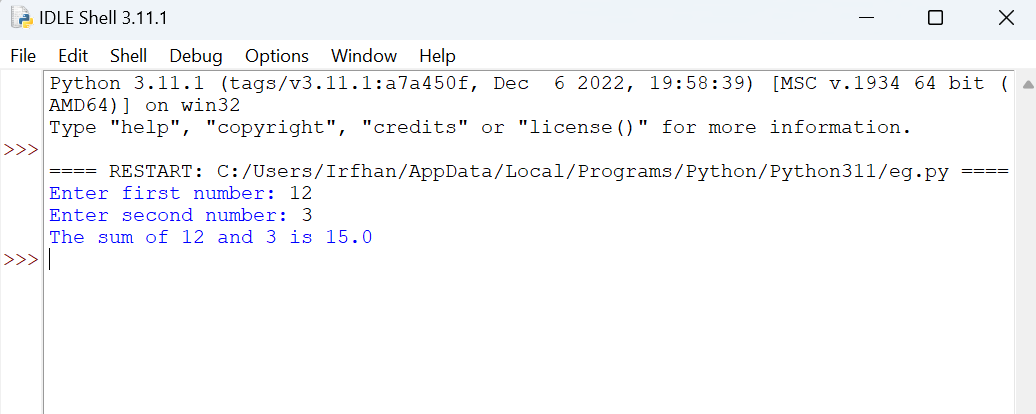 IDLE Shell 3.11.1
File Edit Shell Debug Options Window Help
Python 3.11.1 (tags/v3.11.1:a7a450f, Dec  6 2022, 19:58:39) [MSC v.1934 64 bit (
AMD64)] on win32
Type "help", "copyright", "credits" or "license()" for more information.
>>>
==== RESTART: C:/Users/Irfhan/AppData/Local/Programs/Python/Python311/eg.py ====
Enter first number: 12
Enter second number: 3
The sum of 12 and 3 is 15.0
>>>